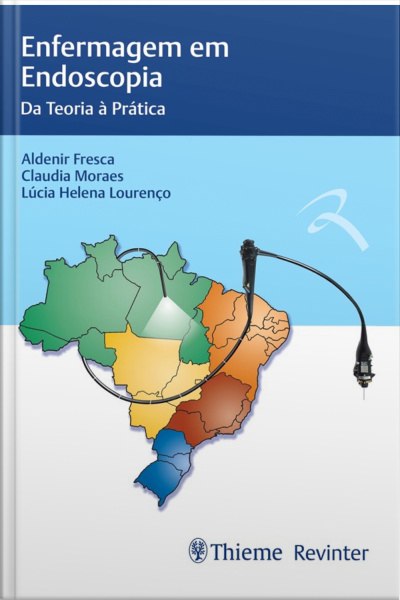 Enfermagem em
Endoscopia
Da Teoria à Prática
Aldenir Fresca
Claudia Moraes
Lúcia Helena Lourenço
Thieme Revinter